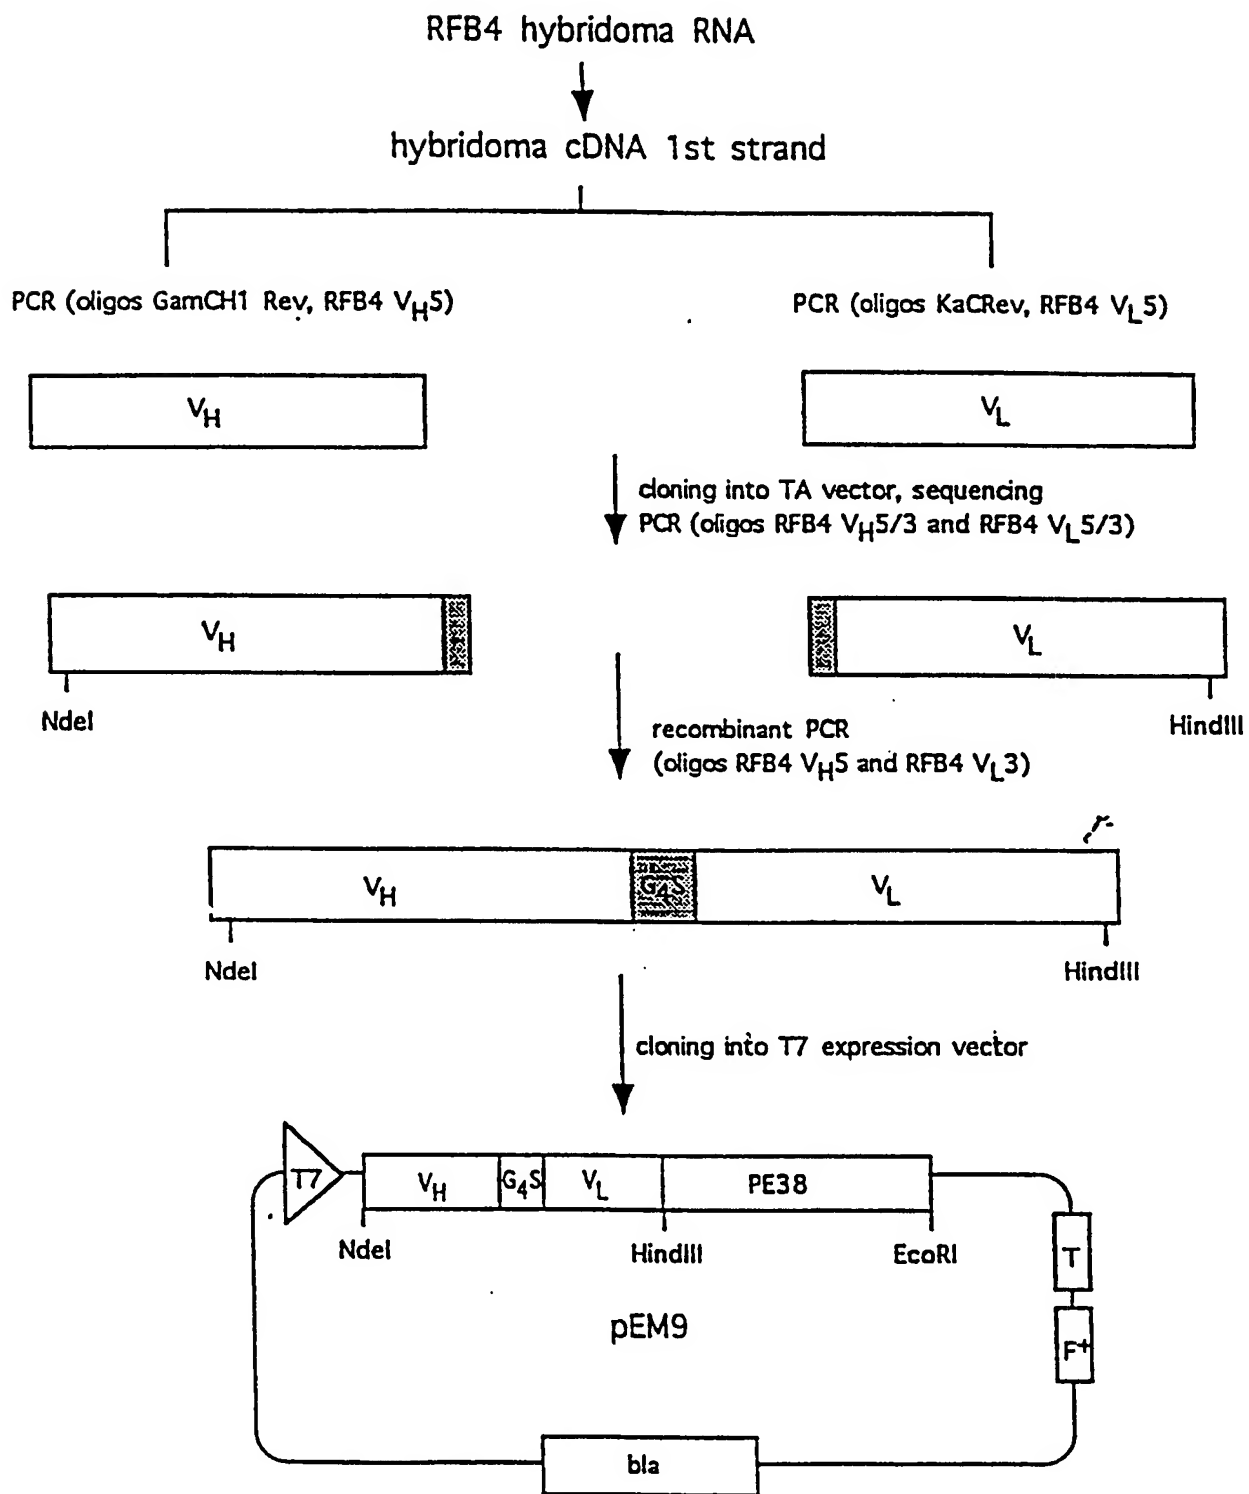 RFB4 hybridoma RNA
hybridoma cDNA 1st strand
PCR (oligos GamCH1 Rev, RFB4 VH5)
PCR (oligos KaCRev, RFB4 VL5)
VH
VL
cloning into TA vector, sequencing
PCR (oligos RFB4 VH5/3 and RFB4 VL5/3)
VH
VL
NdeI
HindIII
recombinant PCR
(oligos RFB4 VH5 and RFB4 VL3)
VH
G4S
VL
NdeI
HindIII
cloning into T7 expression vector
T7
VH
G4S
VL
PE38
NdeI
HindIII
EcoRI
T
pEM9
F+
bla